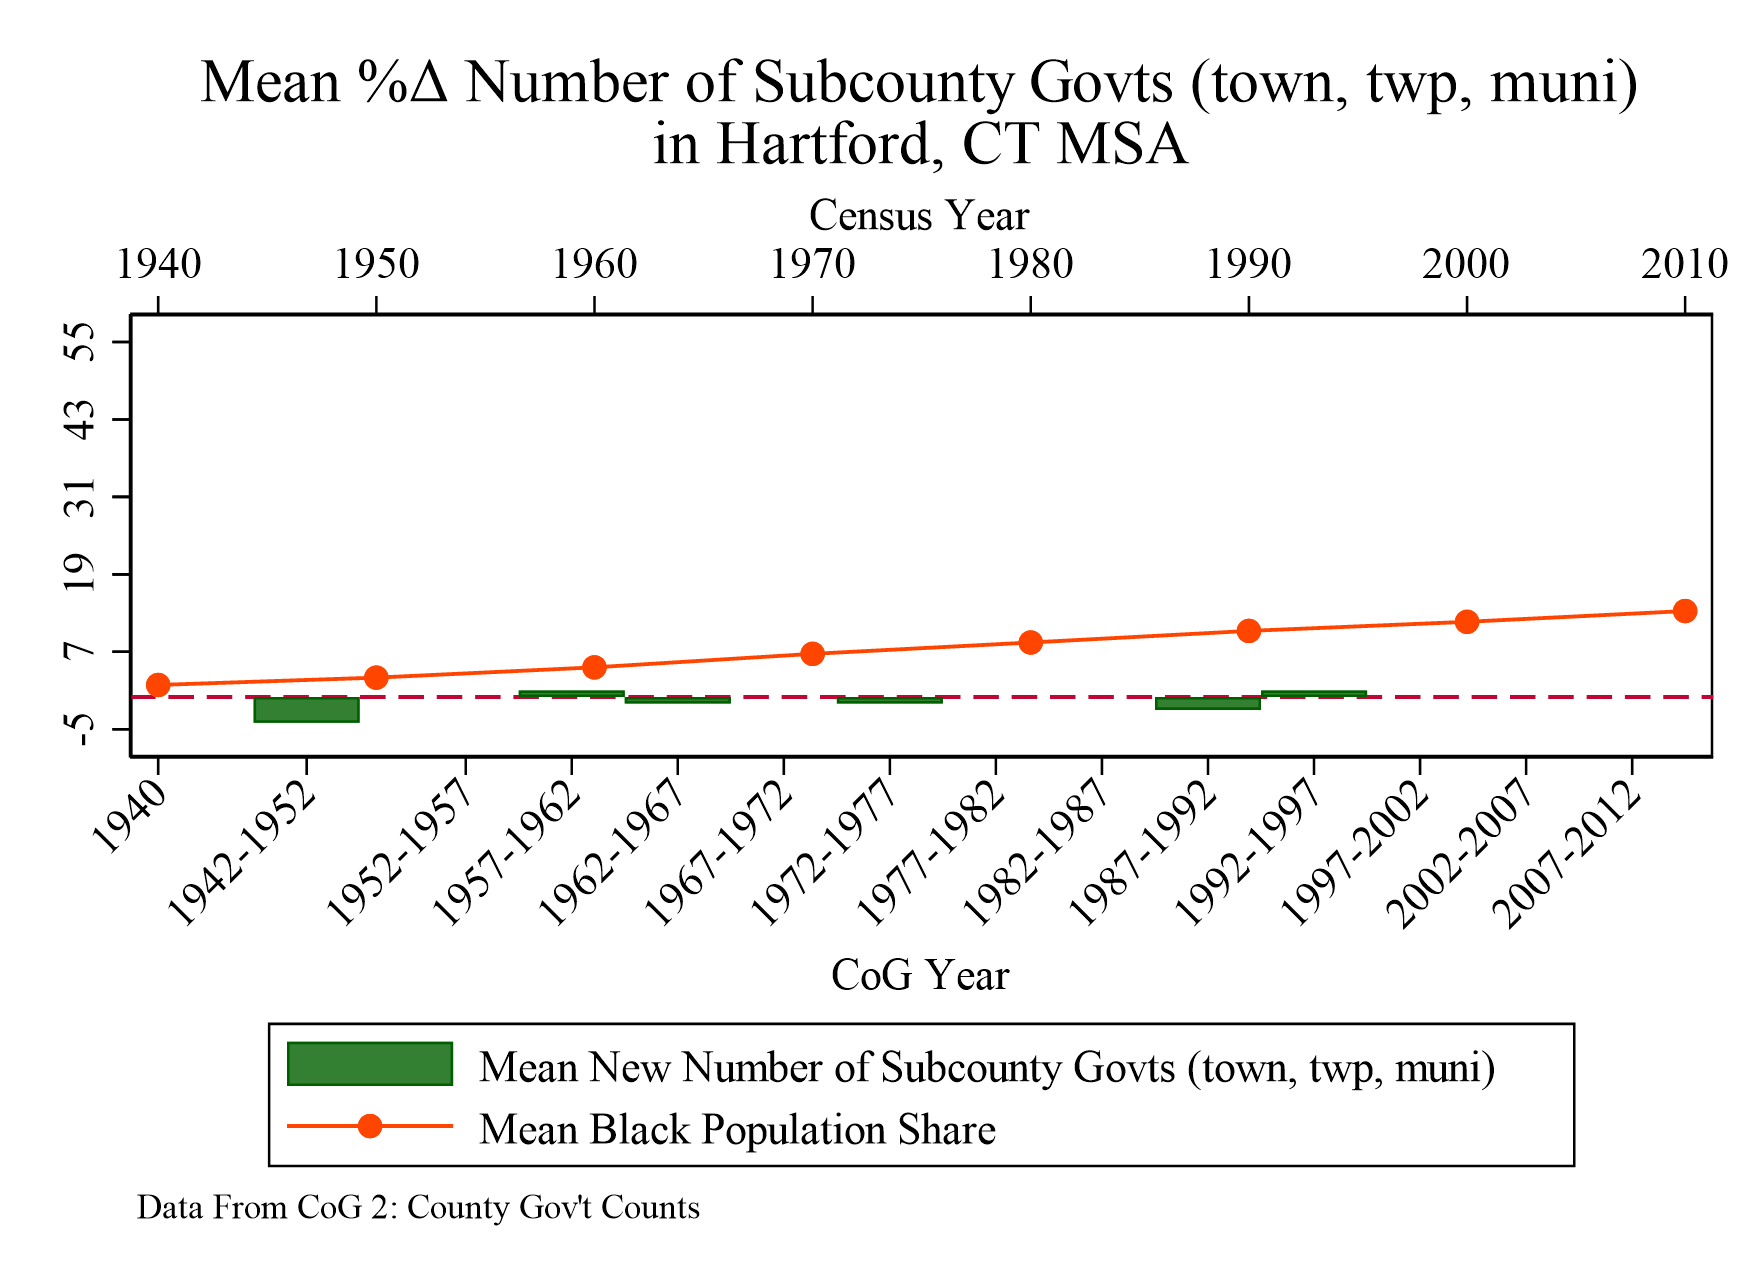 Mean %Δ Number of Subcounty Govts (town, twp, muni)
in Hartford, CT MSA
Census Year
1940 1950 1960 1970 1980 1990 2000 2010
55
43
31
19
7
-5
1940 1942-1952 1952-1957 1957-1962 1962-1967 1967-1972 1972-1977 1977-1982 1982-1987 1987-1992 1992-1997 1997-2002 2002-2007 2007-2012
CoG Year
Mean New Number of Subcounty Govts (town, twp, muni)
Mean Black Population Share
Data From CoG 2: County Gov't Counts